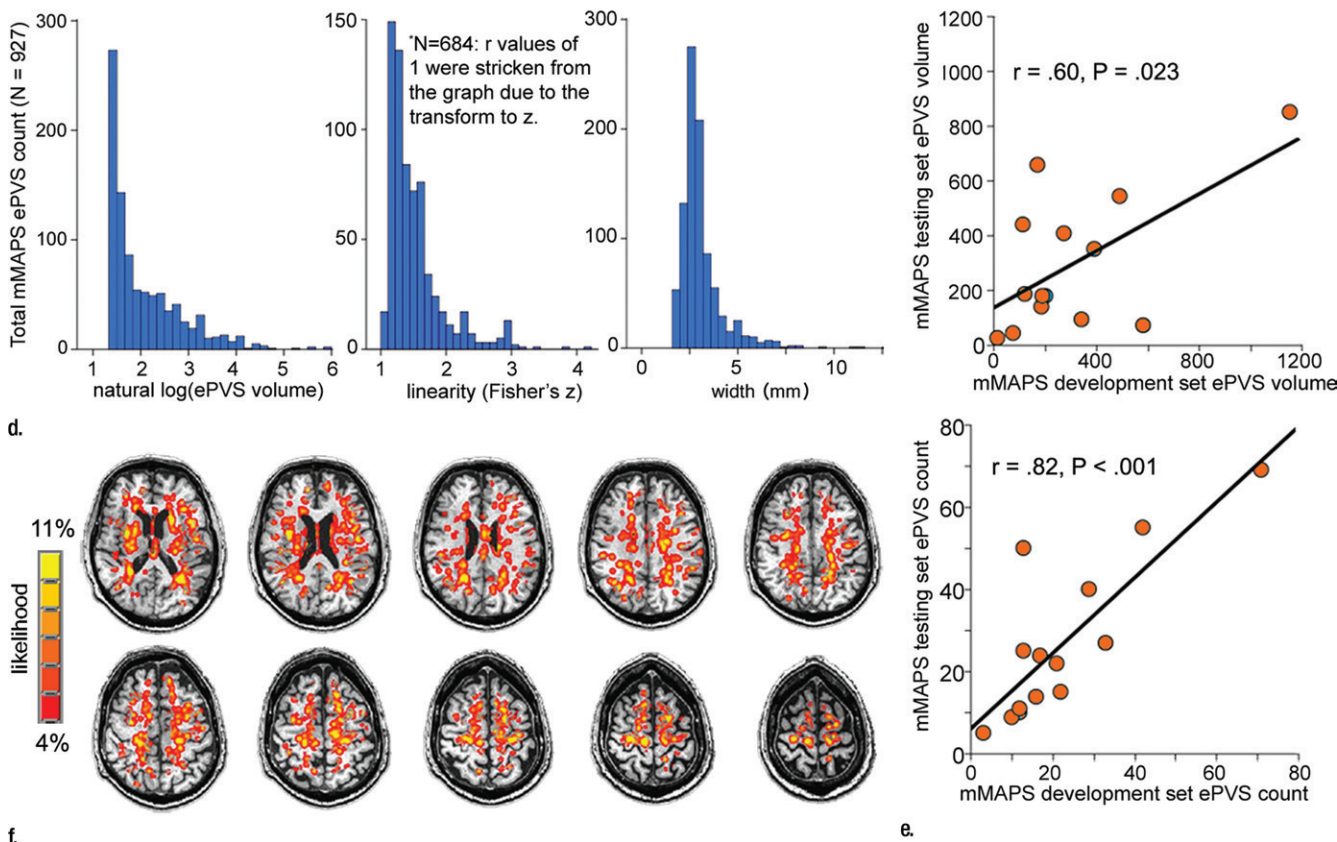 Total mMAPS ePVS count (N = 927)
300
200
100
0
1
2
3
4
5
6
natural log(ePVS volume)
150
100
50
0
1
2
3
4
linearity (Fisher's z)
*N=684: r values of
1 were stricken from
the graph due to the
transform to z.
300
200
100
0
0
5
10
width (mm)
d.
mMAPS testing set ePVS volume
1200
1000
800
600
400
200
0
0
400
800
1200
r = .60, P = .023
mMAPS development set ePVS volume
11%
likelihood
4%
f.
mMAPS testing set ePVS count
80
60
40
20
0
0
20
40
60
80
r = .82, P < .001
mMAPS development set ePVS count
e.